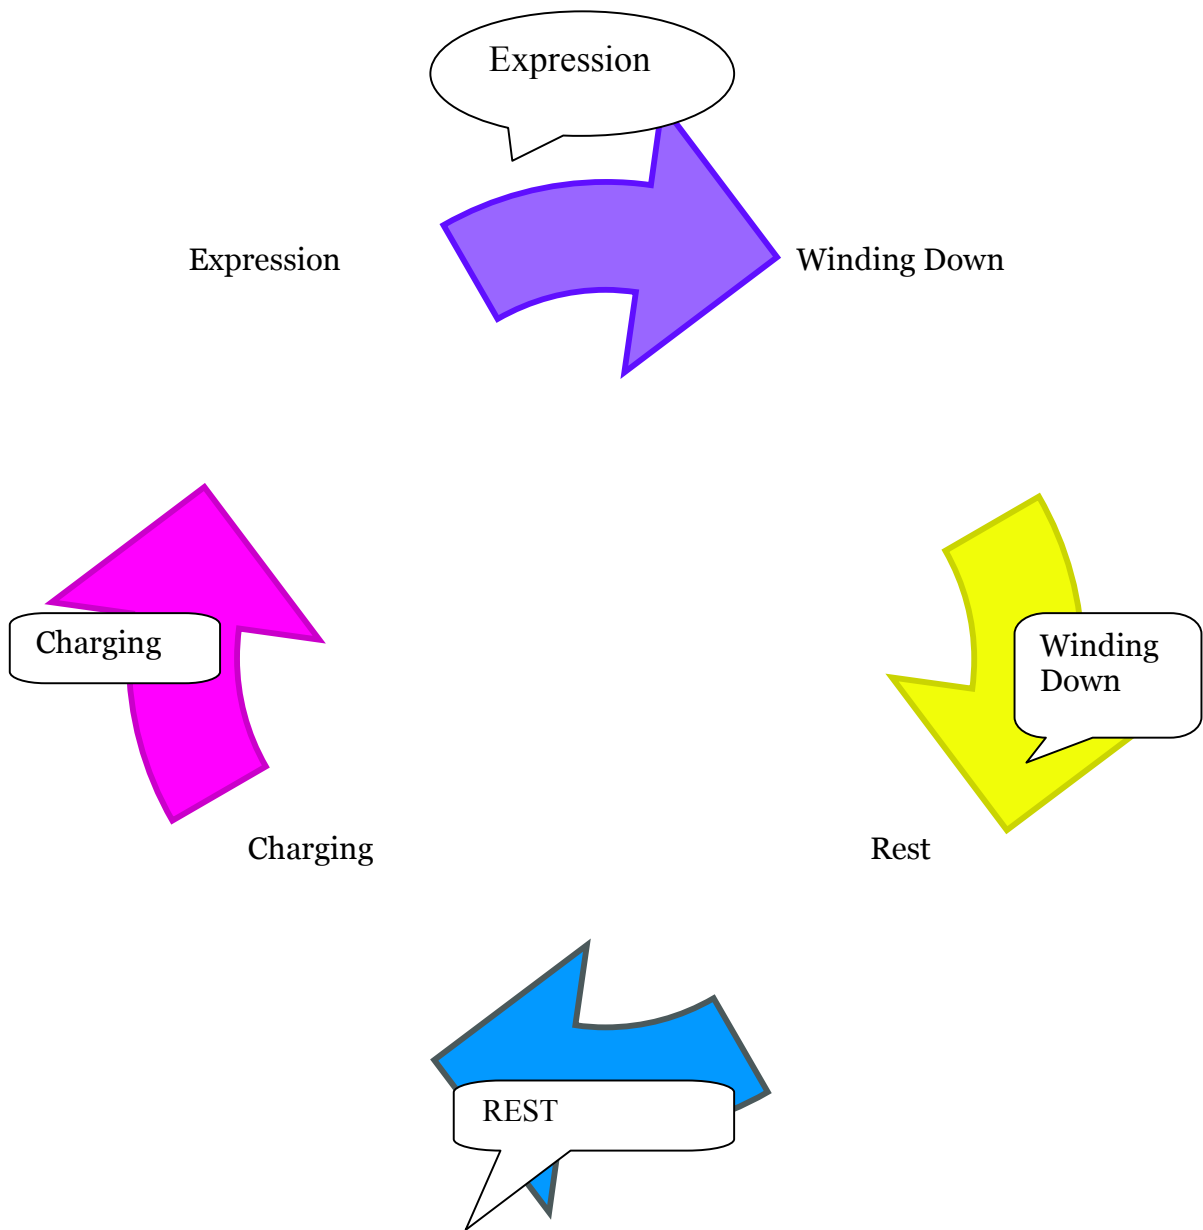 Expression
Expression
Winding Down
Charging
Winding
Down
Charging
Rest
REST